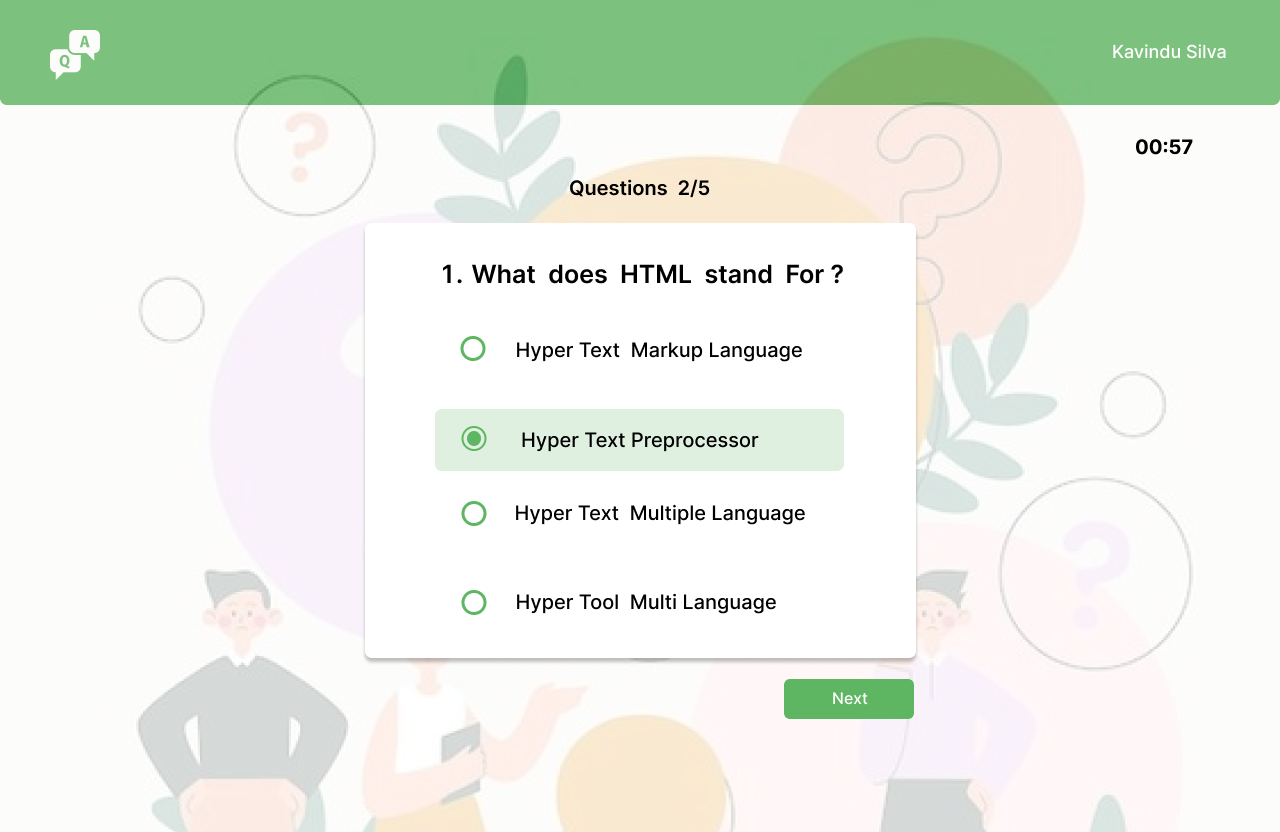 A
Q
Kavindu Silva
00:57
Questions 2/5
1. What does HTML stand For ?
Hyper Text Markup Language
Hyper Text Preprocessor
Hyper Text Multiple Language
Hyper Tool Multi Language
Next
?
?
?